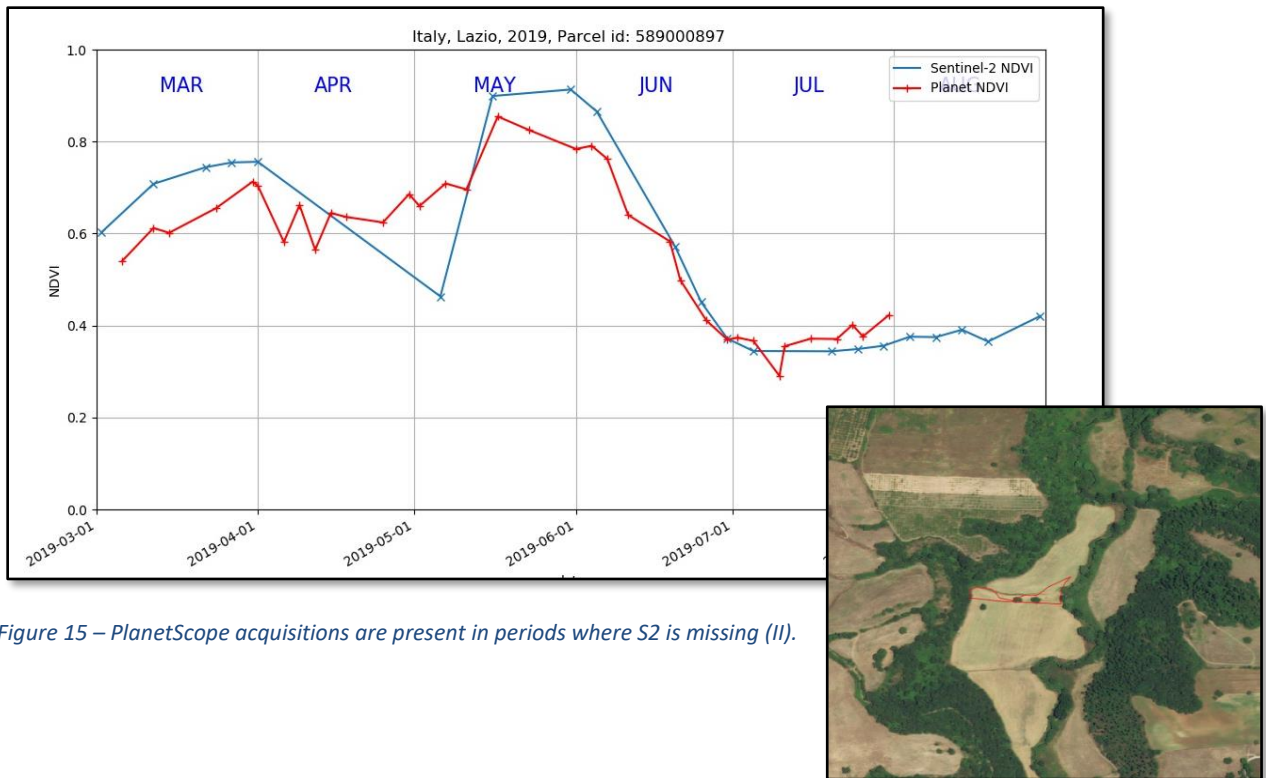 Italy, Lazio, 2019, Parcel id: 589000897
1.0
MAR
APR
MAY
JUN
JUL
Sentinel-2 NDVI
Planet NDVI
0.8
0.6
NDVI
0.4
0.2
0.0
2019-03-01
2019-04-01
2019-05-01
2019-06-01
2019-07-01
Figure 15 – PlanetScope acquisitions are present in periods where S2 is missing (II).